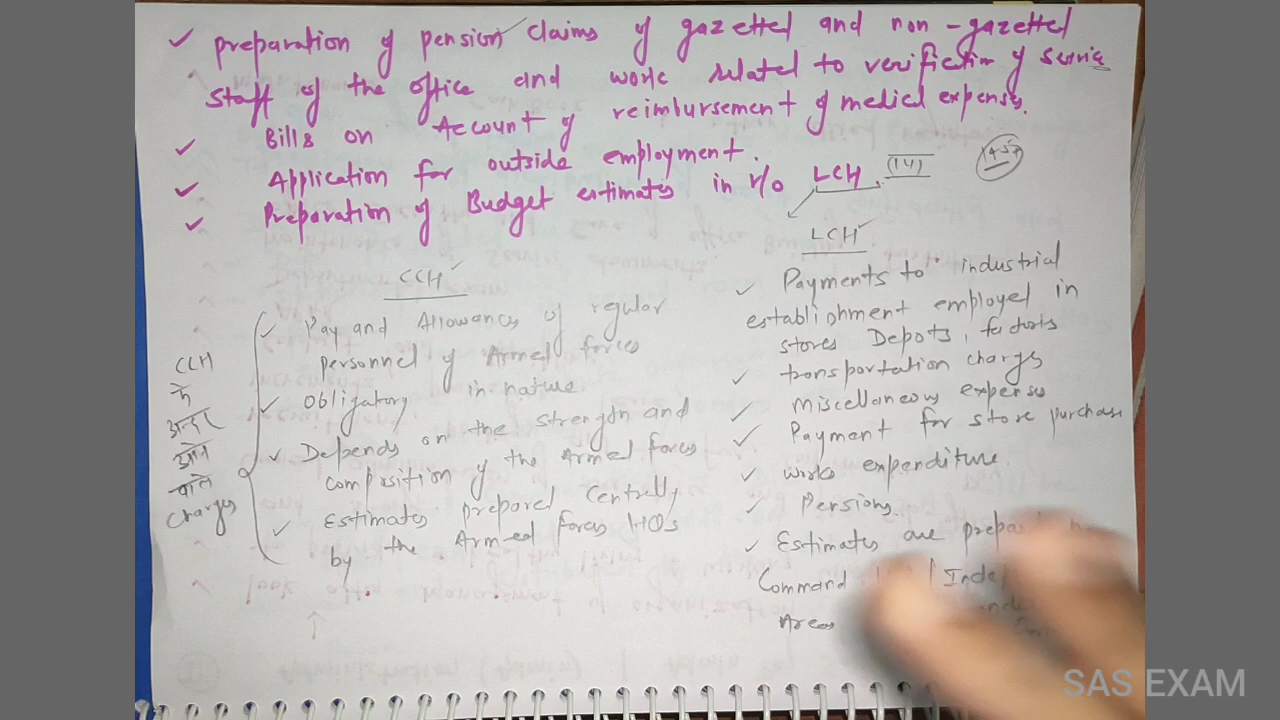 ✓ preparation of pension claims of gazetted and non-gazetted
staff of the office and work related to verifiction of service
✓ Bills on Account of reimbursement of medical expenses.
✓ Application for outside employment.
✓ Preparation of Budget estimates in r/o LCH. (14)
CCH ✓
✓ Pay and Allowances of regular
personnel of Armed forces
✓ Obligatory in nature
✓ Depends on the strength and
composition of the Armed forces
✓ Estimates prepared Centrally
by the Armed forces HQs
CCH
में
अन्दर
आने
वाले
charges
LCH ✓
✓ Payments to industrial
establishment employed in
stores Depots, factories
✓ transportation charges
✓ Miscellaneous expenses
✓ Payment for store purchase
✓ works expenditure.
✓ Pensions.
✓ Estimates are
Command
Areas
SAS EXAM